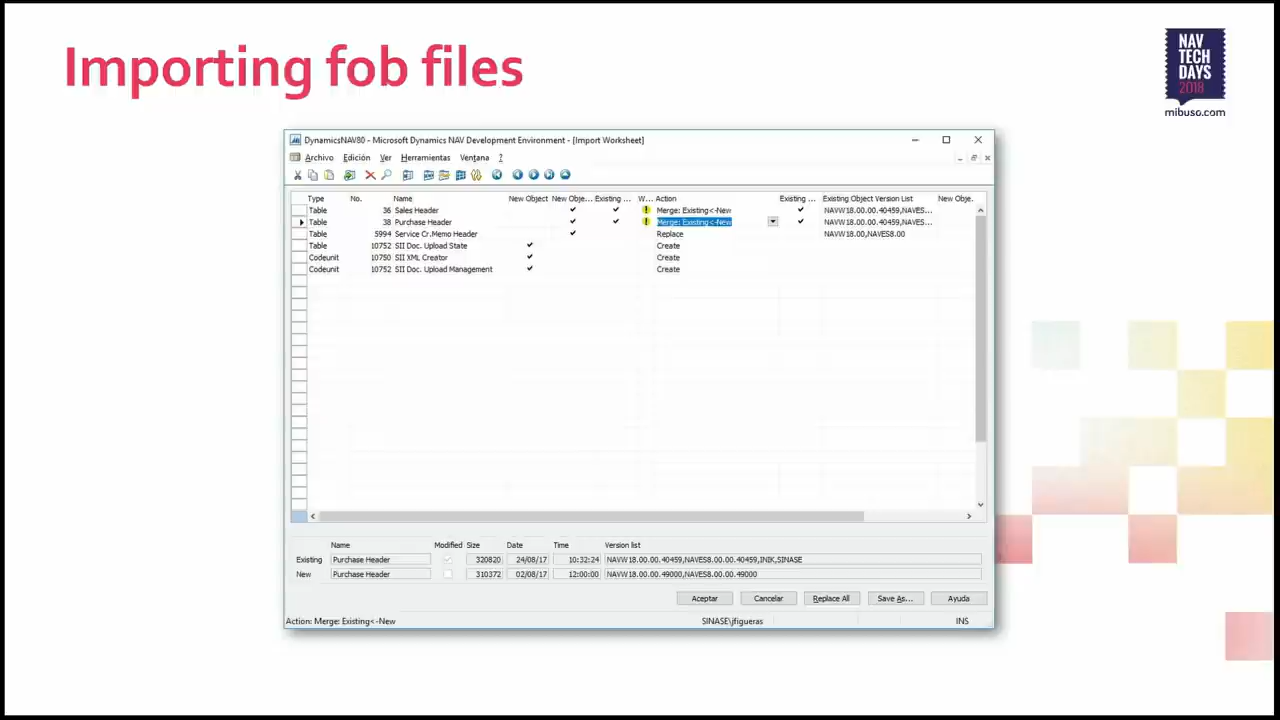 Importing fob files
NAV
TECH
DAYS
2018
mibuso.com
DynamicsNAV80 - Microsoft Dynamics NAV Development Environment - [Import Worksheet]
Archivo Edición Ver Herramientas Ventana ?
Type No. Name New Object New Obje... Existing ... W... Action Existing ... Existing Object Version List New Obje.
Table 36 Sales Header Merge: Existing<-New NAVW18.00.00.40459,NAVES...
Table 38 Purchase Header Merge: Existing<-New NAVW18.00.00.40459,NAVES...
Table 5994 Service Cr.Memo Header Replace NAVW18.00,NAVES8.00
Table 10752 SII Doc. Upload State Create
Codeunit 10750 SII XML Creator Create
Codeunit 10752 SII Doc. Upload Management Create
Name Modified Size Date Time Version list
Existing Purchase Header 320820 24/08/17 10:32:24 NAVW18.00.00.40459,NAVES8.00.00.40459,INIK,SINASE
New Purchase Header 310372 02/08/17 12:00:00 NAVW18.00.00.49000,NAVES8.00.00.49000
Aceptar Cancelar Replace All Save As... Ayuda
Action: Merge: Existing<-New SINASE\jfigueras INS